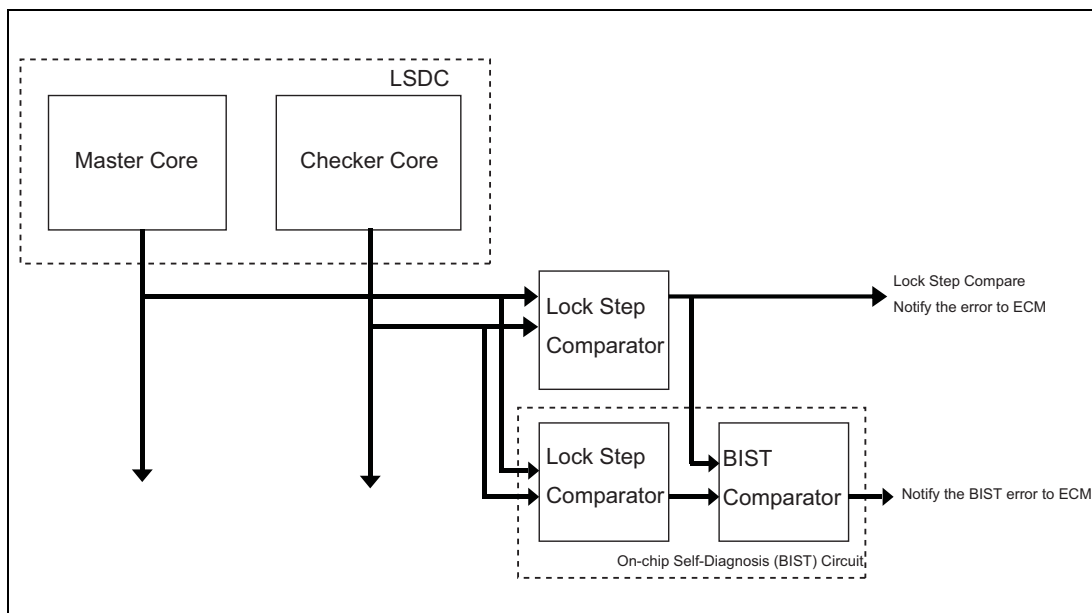 LSDC
Master Core
Checker Core
Lock Step
Comparator
Lock Step Compare
Notify the error to ECM
Lock Step
Comparator
BIST
Comparator
Notify the BIST error to ECM
On-chip Self-Diagnosis (BIST) Circuit